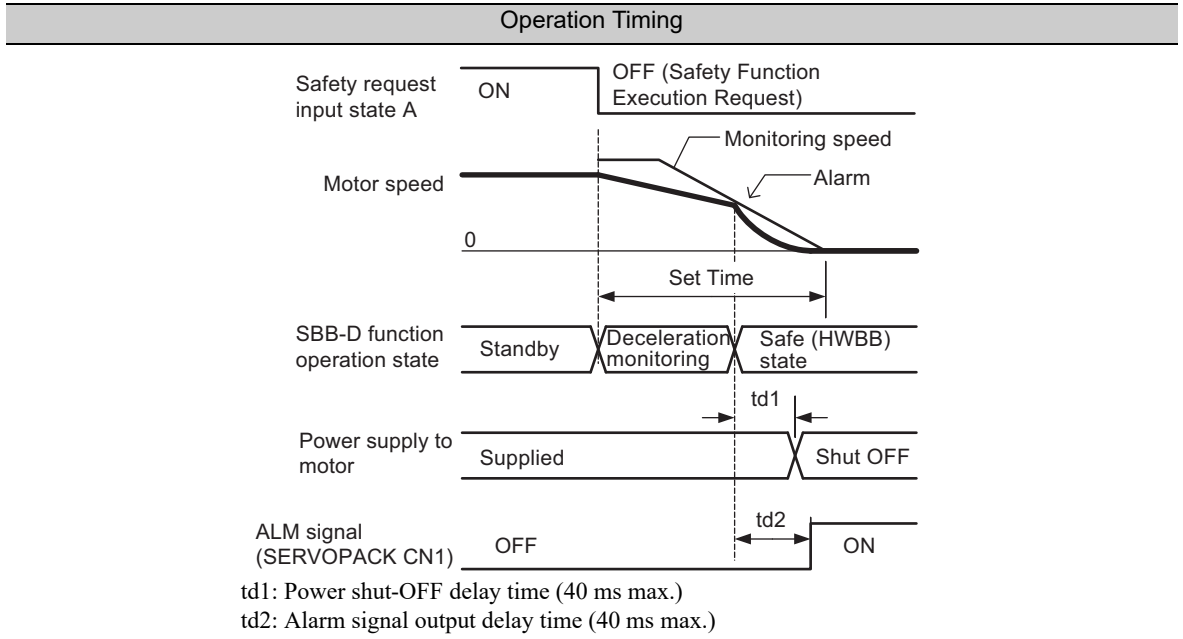 Operation Timing
Safety request
input state A
ON
OFF (Safety Function
Execution Request)
Monitoring speed
Alarm
Motor speed
0
Set Time
SBB-D function
operation state
Standby
Deceleration
monitoring
Safe (HWBB)
state
td1
Power supply to
motor
Supplied
Shut OFF
td2
ALM signal
(SERVOPACK CN1)
OFF
ON
td1: Power shut-OFF delay time (40 ms max.)
td2: Alarm signal output delay time (40 ms max.)